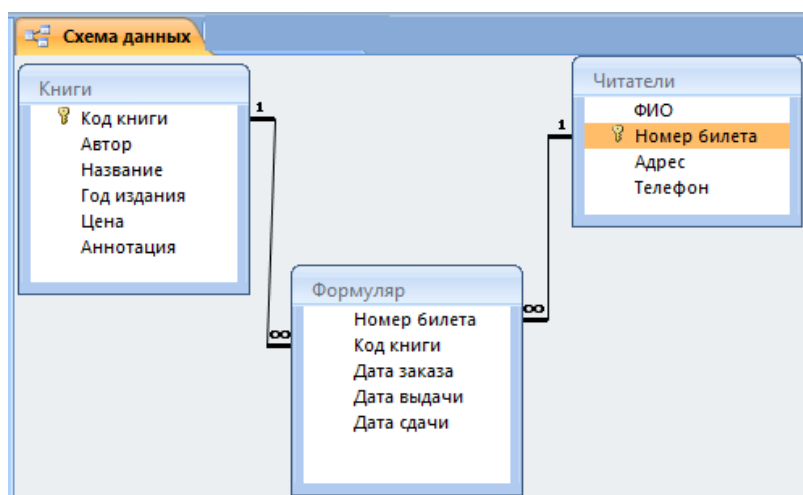 Схема данных
Книги
Код книги
Автор
Название
Год издания
Цена
Аннотация
1
∞
Читатели
ФИО
Номер билета
Адрес
Телефон
1
∞
Формуляр
Номер билета
Код книги
Дата заказа
Дата выдачи
Дата сдачи